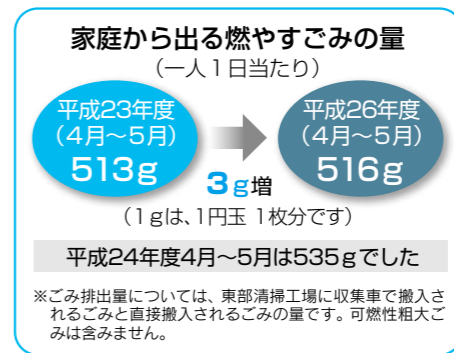 家庭から出る燃やすごみの量
（一人１日当たり）
平成23年度
（４月～５月）
513g
3g増
平成26年度
（４月～５月）
516g
（１gは、１円玉 １枚分です）
平成24年度4月～5月は535gでした
※ごみ排出量については、東部清掃工場に収集車で搬入さ
れるごみと直接搬入されるごみの量です。可燃性粗大ご
みは含みません。